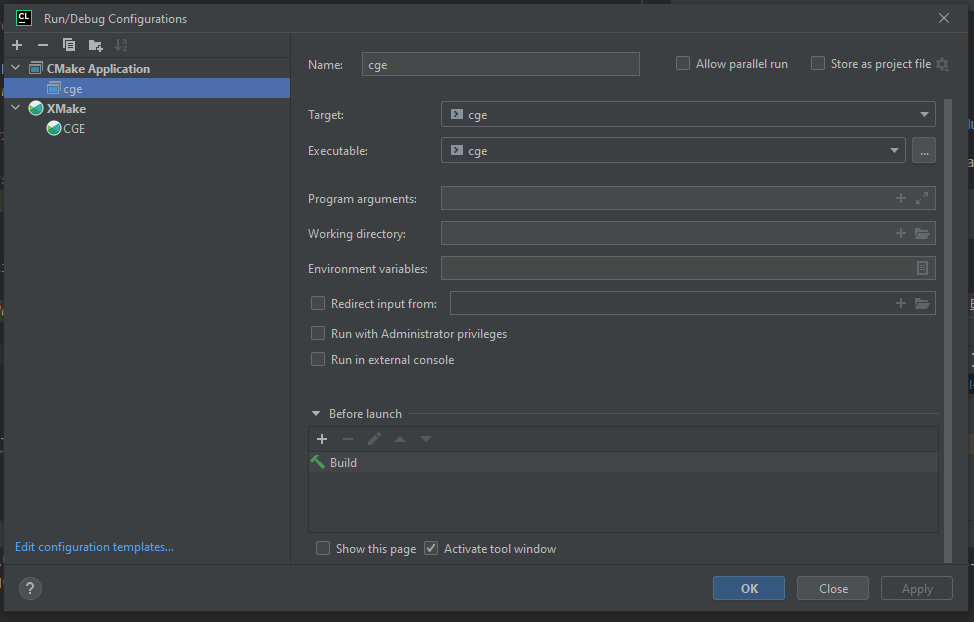 CL Run/Debug Configurations
CMake Application
cge
XMake
CGE
Edit configuration templates...
Name: cge
Allow parallel run
Store as project file
Target: cge
Executable: cge ...
Program arguments:
Working directory:
Environment variables:
Redirect input from:
Run with Administrator privileges
Run in external console
Before launch
Build
Show this page
Activate tool window
?
OK
Close
Apply